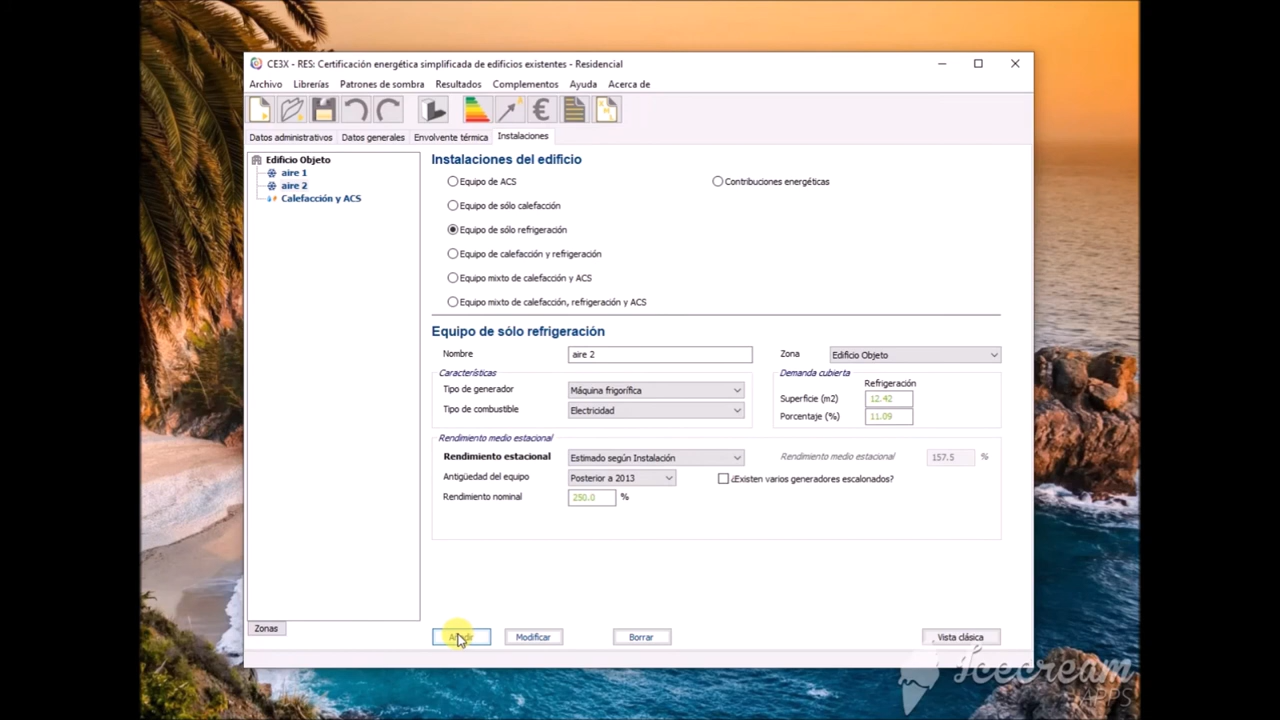 CE3X - RES: Certificación energética simplificada de edificios existentes - Residencial
Archivo Librerías Patrones de sombra Resultados Complementos Ayuda Acerca de
Datos administrativos Datos generales Envolvente térmica Instalaciones
Edificio Objeto
aire 1
aire 2
Calefacción y ACS
Zonas
Instalaciones del edificio
Equipo de ACS
Contribuciones energéticas
Equipo de sólo calefacción
Equipo de sólo refrigeración
Equipo de calefacción y refrigeración
Equipo mixto de calefacción y ACS
Equipo mixto de calefacción, refrigeración y ACS
Equipo de sólo refrigeración
Nombre aire 2
Zona Edificio Objeto
Características
Tipo de generador Máquina frigorífica
Tipo de combustible Electricidad
Demanda cubierta
Refrigeración
Superficie (m2) 12.42
Porcentaje (%) 11.09
Rendimiento medio estacional
Rendimiento estacional Estimado según Instalación
Rendimiento medio estacional 157.5 %
Antigüedad del equipo Posterior a 2013
¿Existen varios generadores escalonados?
Rendimiento nominal 250.0 %
Añadir Modificar Borrar Vista clásica
Icecream
APPS